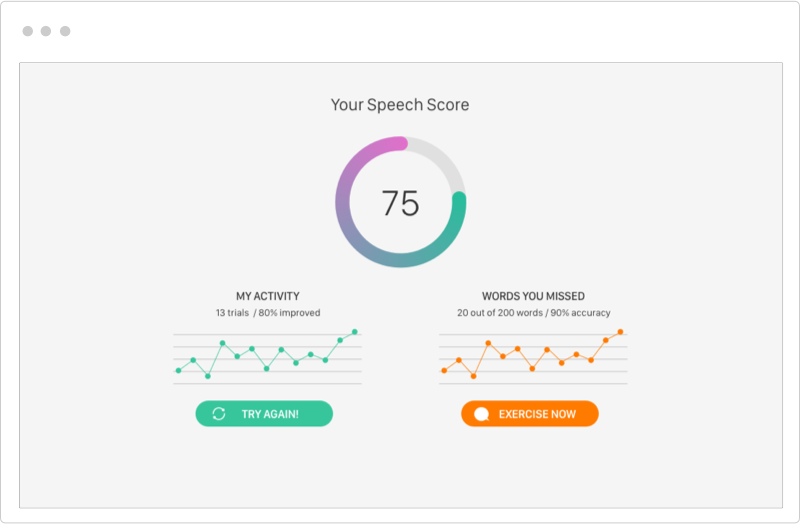 Your Speech Score
75
MY ACTIVITY
13 trials / 80% improved
TRY AGAIN!
WORDS YOU MISSED
20 out of 200 words / 90% accuracy
EXERCISE NOW